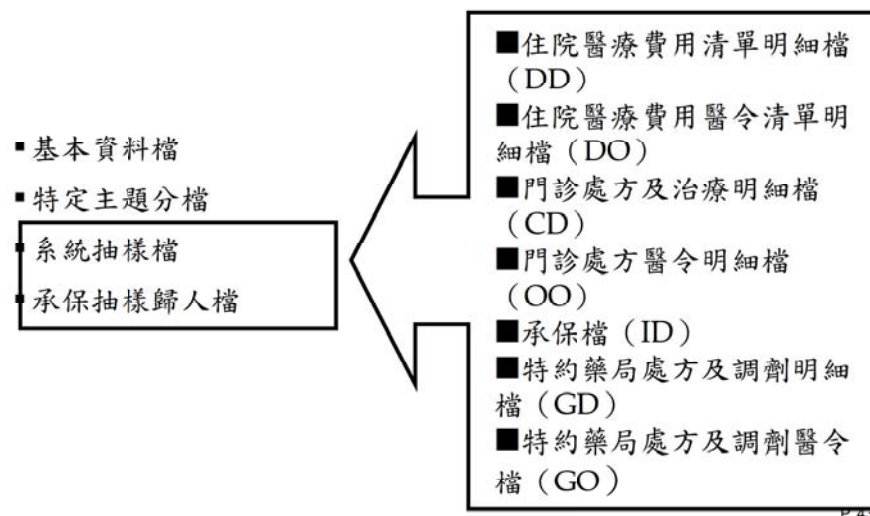 ▪基本資料檔
▪特定主題分檔
▪系統抽樣檔
▪承保抽樣歸人檔
■住院醫療費用清單明細檔
（DD）
■住院醫療費用醫令清單明
細檔（DO）
■門診處方及治療明細檔
（CD）
■門診處方醫令明細檔
（OO）
■承保檔（ID）
■特約藥局處方及調劑明細
檔（GD）
■特約藥局處方及調劑醫令
檔（GO）